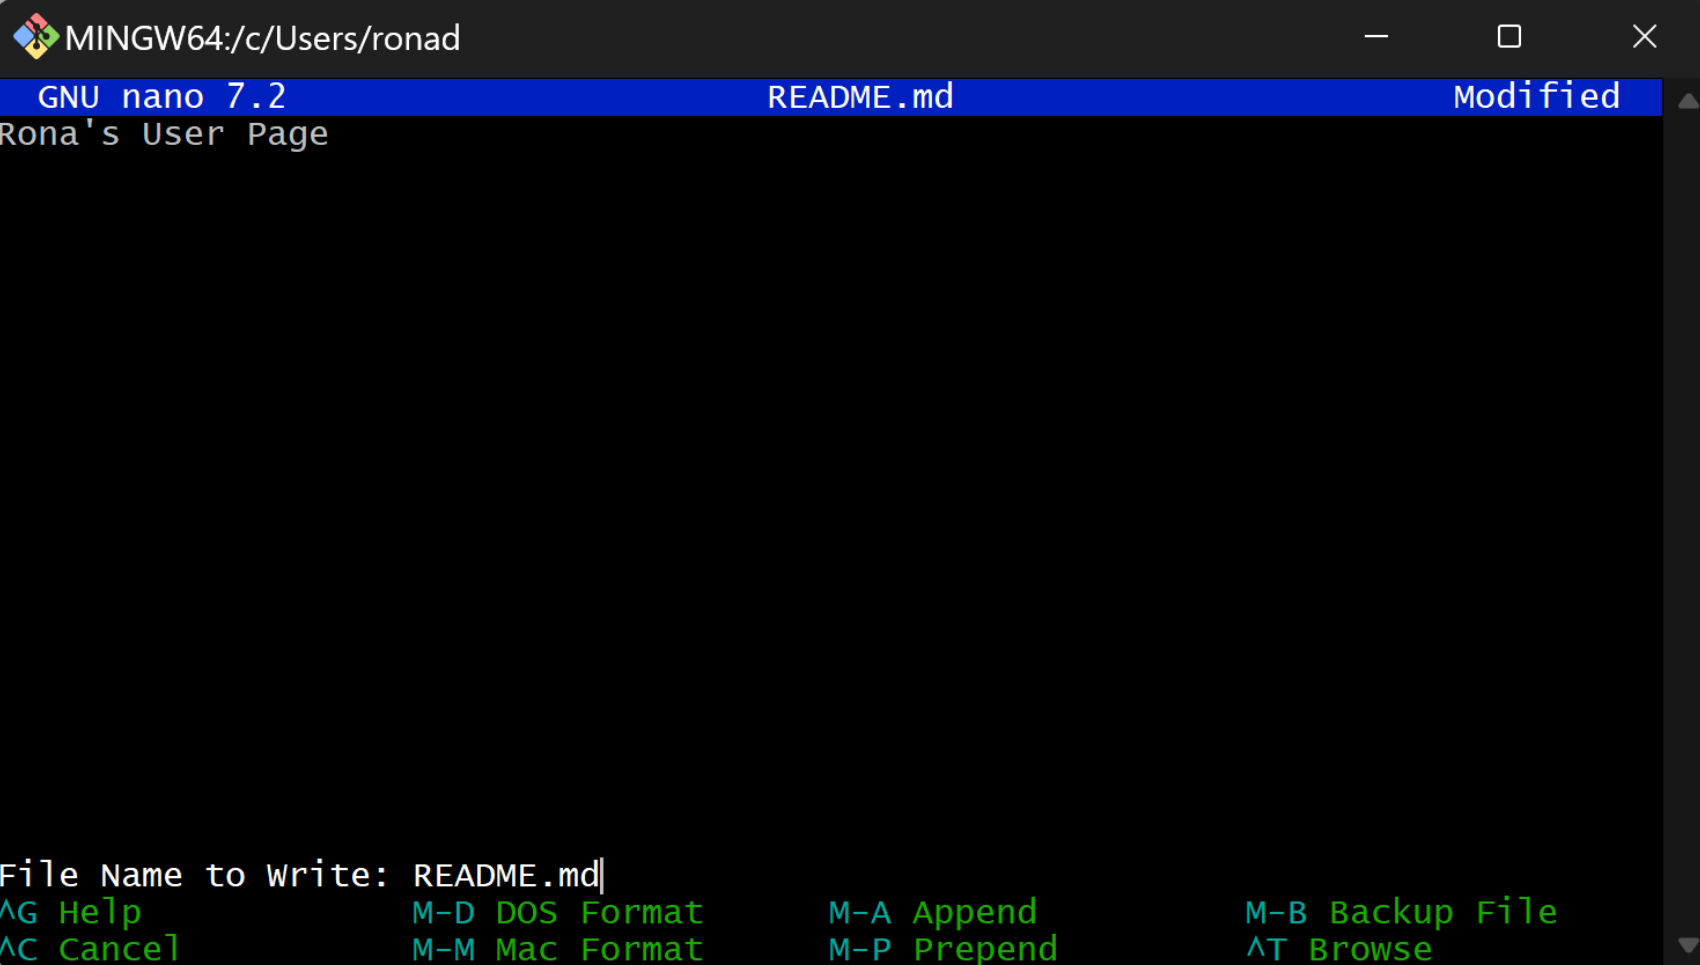 MINGW64:/c/Users/ronad
GNU nano 7.2 README.md Modified
Rona's User Page
File Name to Write: README.md
^G Help M-D DOS Format M-A Append M-B Backup File
^C Cancel M-M Mac Format M-P Prepend ^T Browse